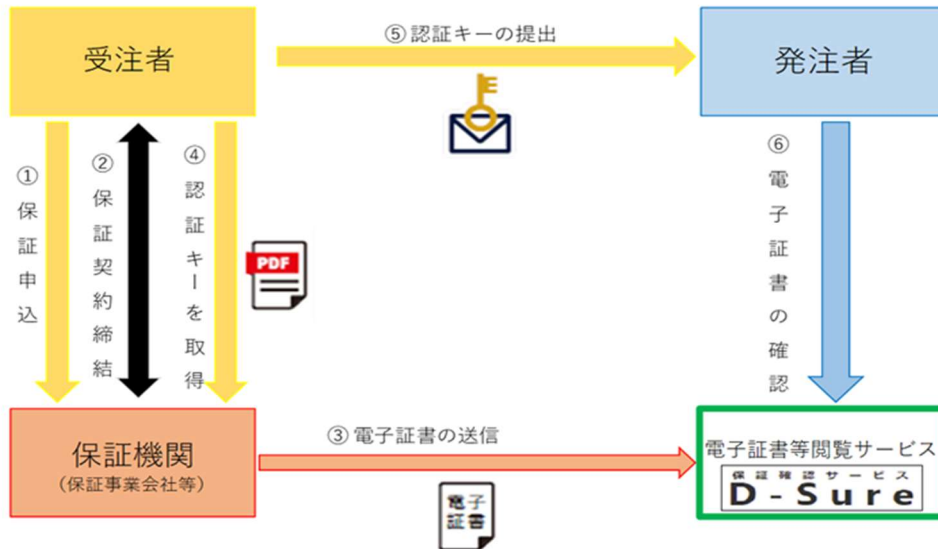 受注者
⑤認証キーの提出
発注者
①保証申込
②保証契約締結
④認証キーを取得
PDF
⑥電子証書の確認
保証機関
(保証事業会社等)
③電子証書の送信
電子
証書
電子証書等閲覧サービス
保証確認サービス
D-Sure